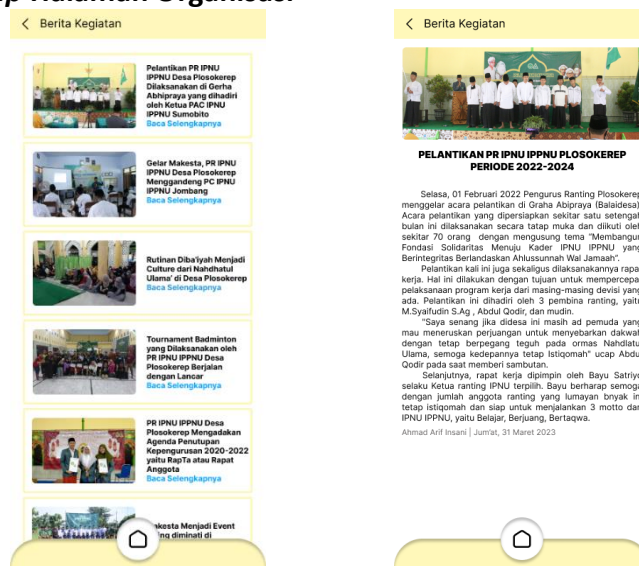 Halaman Organisasi
Berita Kegiatan
Pelantikan PR IPNU
IPPNU Desa Plosokerep
Dilaksanakan di Gerha
Abhipraya yang dihadiri
oleh Ketua PAC IPNU
IPPNU Sumobito
Baca Selengkapnya
Gelar Makesta, PR IPNU
IPPNU Desa Plosokerep
Menggandeng PC IPNU
IPPNU Jombang
Baca Selengkapnya
Rutinan Diba'iyah Menjadi
Culture dari Nahdhatul
Ulama' di Desa Plosokerep
Baca Selengkapnya
Tournament Badminton
yang Dilaksanakan oleh
PR IPNU IPPNU Desa
Plosokerep Berjalan
dengan Lancar
Baca Selengkapnya
PR IPNU IPPNU Desa
Plosokerep Mengadakan
Agenda Penutupan
Kepengurusan 2020-2022
yaitu RapTa atau Rapat
Anggota
Baca Selengkapnya
Menjadi Event
diminati di
Berita Kegiatan
PELANTIKAN PR IPNU IPPNU PLOSOKEREP
PERIODE 2022-2024
Selasa, 01 Februari 2022 Pengurus Ranting Plosokerep
menggelar acara pelantikan di Graha Abipraya (Balaidesa)
Acara pelantikan yang dipersiapkan sekitar satu setengah
bulan ini dilaksanakan secara tatap muka dan diikuti oleh
sekitar 70 orang dengan mengusung tema "Membangun
Fondasi Solidaritas Menuju Kader IPNU IPPNU yang
Berintegritas Berlandaskan Ahlussunnah Wal Jamaah".
Pelantikan kali ini juga sekaligus dilaksanakannya rapa
kerja. Hal ini dilakukan dengan tujuan untuk mempercepa
pelaksanaan program kerja dari masing-masing devisi yang
ada. Pelantikan ini dihadiri oleh 3 pembina ranting, yaitu
M.Syaifudin S.Ag , Abdul Qodir, dan mudin.
"Saya senang jika didesa ini masih ad pemuda yang
mau meneruskan perjuangan untuk menyebarkan dakwah
dengan tetap berpegang teguh pada ormas Nahdlatu
Ulama, semoga kedepannya tetap Istiqomah" ucap Abdu
Qodir pada saat memberi sambutan.
Selanjutnya, rapat kerja dipimpin oleh Bayu Satriyo
selaku Ketua ranting IPNU terpilih. Bayu berharap semoga
dengan jumlah anggota ranting yang lumayan bnyak in
tetap istiqomah dan siap untuk menjalankan 3 motto dar
IPNU IPPNU, yaitu Belajar, Berjuang, Bertaqwa.
Ahmad Arif Insani | Jum'at, 31 Maret 2023